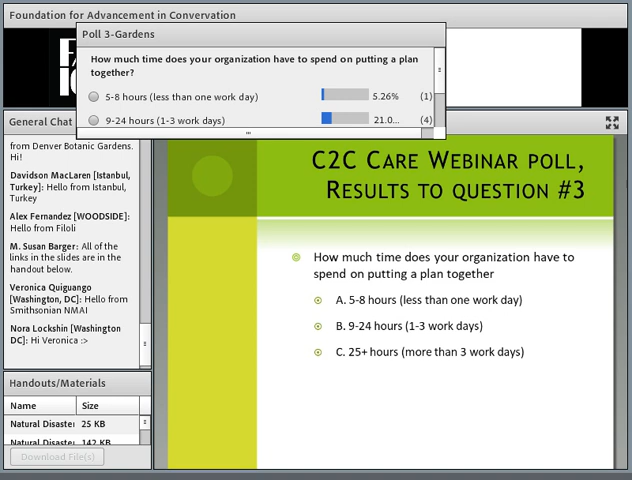 Foundation for Advancement in Convervation
Poll 3-Gardens
How much time does your organization have to spend on putting a plan
together?
5-8 hours (less than one work day) 5.26% (1)
9-24 hours (1-3 work days) 21.0... (4)
General Chat
from Denver Botanic Gardens.
Hi!
Davidson MacLaren [Istanbul,
Turkey]: Hello from Istanbul,
Turkey
Alex Fernandez [WOODSIDE]:
Hello from Filoli
M. Susan Barger: All of the
links in the slides are in the
handout below.
Veronica Quiguango
[Washington, DC]: Hello from
Smithsonian NMAI
Nora Lockshin [Washington
DC]: Hi Veronica :>
Handouts/Materials
Name Size
Natural Disaste 25 KB
Natural Disaste 142 KB
Download File(s)
C2C Care Webinar poll,
Results to question #3
How much time does your organization have to
spend on putting a plan together
A. 5-8 hours (less than one work day)
B. 9-24 hours (1-3 work days)
C. 25+ hours (more than 3 work days)